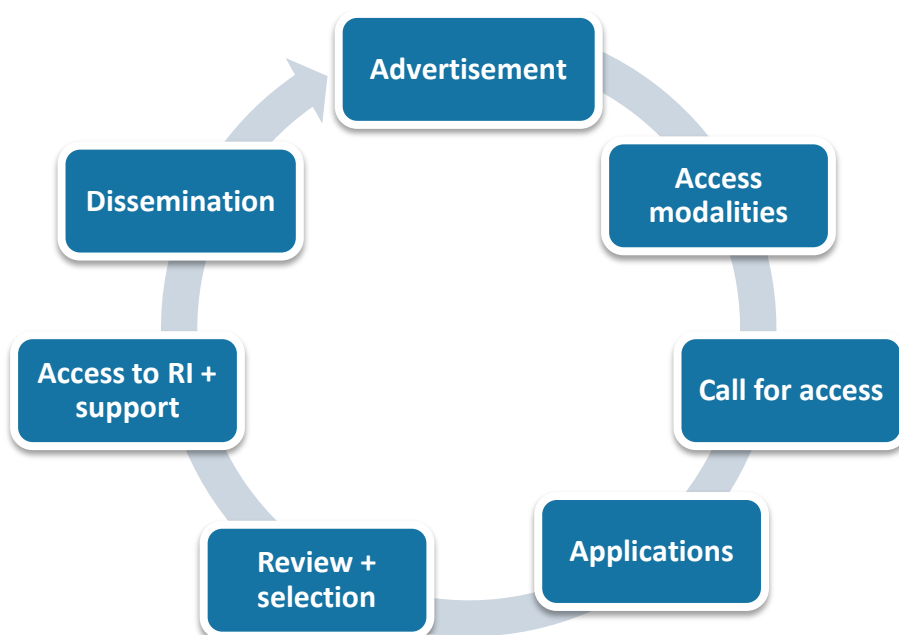 Advertisement
Access
modalities
Call for access
Applications
Review +
selection
Access to RI +
support
Dissemination